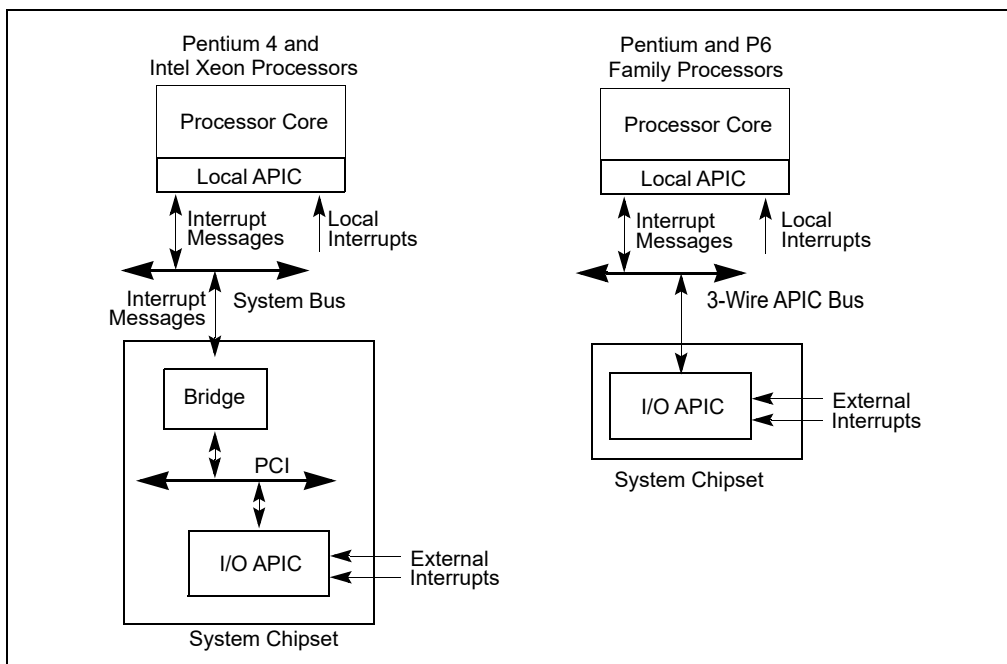 Pentium 4 and
Intel Xeon Processors
Processor Core
Local APIC
Interrupt
Messages
Local
Interrupts
Interrupt
Messages
System Bus
Bridge
PCI
I/O APIC
External
Interrupts
System Chipset
Pentium and P6
Family Processors
Processor Core
Local APIC
Interrupt
Messages
Local
Interrupts
3-Wire APIC Bus
I/O APIC
External
Interrupts
System Chipset